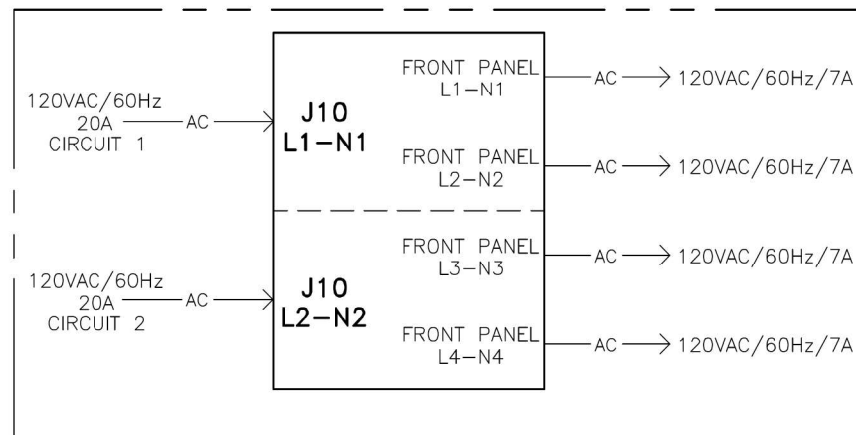 120VAC/60Hz
20A
CIRCUIT 1
AC
J10
L1-N1
FRONT PANEL
L1-N1
AC
120VAC/60Hz/7A
FRONT PANEL
L2-N2
AC
120VAC/60Hz/7A
120VAC/60Hz
20A
CIRCUIT 2
AC
J10
L2-N2
FRONT PANEL
L3-N3
AC
120VAC/60Hz/7A
FRONT PANEL
L4-N4
AC
120VAC/60Hz/7A